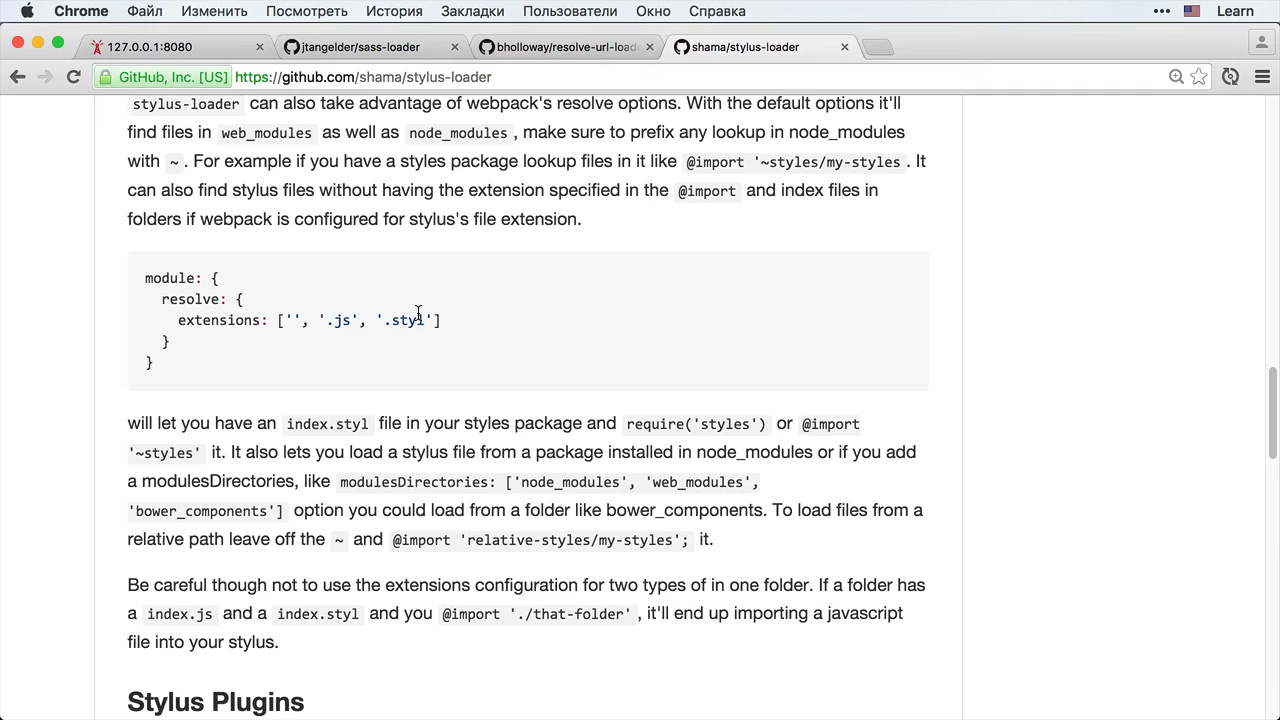 Chrome Файл Изменить Посмотреть История Закладки Пользователи Окно Справка Learn
127.0.0.1:8080 jtangelder/sass-loader bholloway/resolve-url-loa shama/stylus-loader
GitHub, Inc. [US] https://github.com/shama/stylus-loader
stylus-loader can also take advantage of webpack's resolve options. With the default options it'll
find files in web_modules as well as node_modules, make sure to prefix any lookup in node_modules
with ~. For example if you have a styles package lookup files in it like @import '~styles/my-styles. It
can also find stylus files without having the extension specified in the @import and index files in
folders if webpack is configured for stylus's file extension.
module: {
resolve: {
extensions: ['', '.js', '.styl']
}
}
will let you have an index.styl file in your styles package and require('styles') or @import
'~styles' it. It also lets you load a stylus file from a package installed in node_modules or if you add
a modulesDirectories, like modulesDirectories: ['node_modules', 'web_modules',
'bower_components'] option you could load from a folder like bower_components. To load files from a
relative path leave off the ~ and @import 'relative-styles/my-styles'; it.
Be careful though not to use the extensions configuration for two types of in one folder. If a folder has
a index.js and a index.styl and you @import './that-folder', it'll end up importing a javascript
file into your stylus.
Stylus Plugins